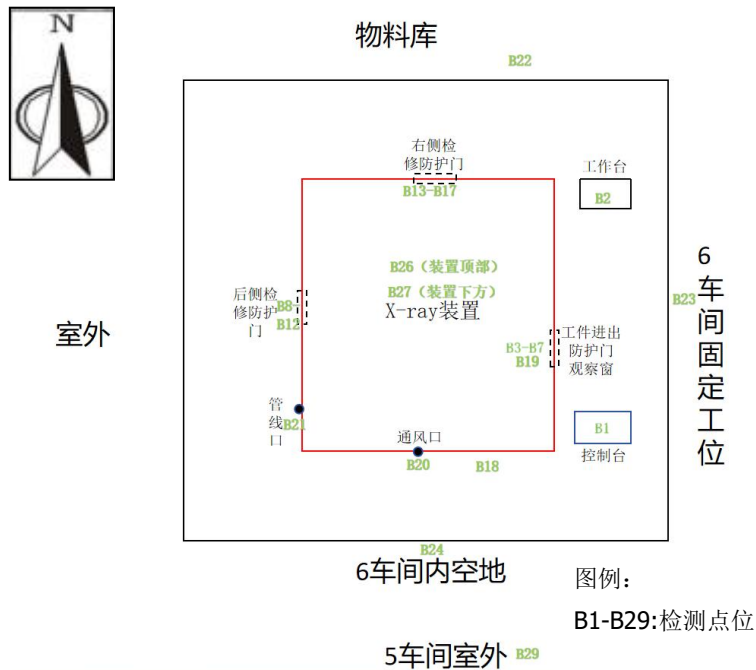 N
物料库
B22
右侧检
修防护门
B13-B17
工作台
B2
B26（装置顶部）
B27（装置下方）
X-ray装置
后侧检
修防护
门
B8-
B12
室外
B3-B7
B19
工件进出
防护门
观察窗
B23
6
车
间
固
定
工
位
管
线
口
B21
通风口
B20
B18
B1
控制台
B24
6车间内空地
图例：
B1-B29:检测点位
5车间室外
B29